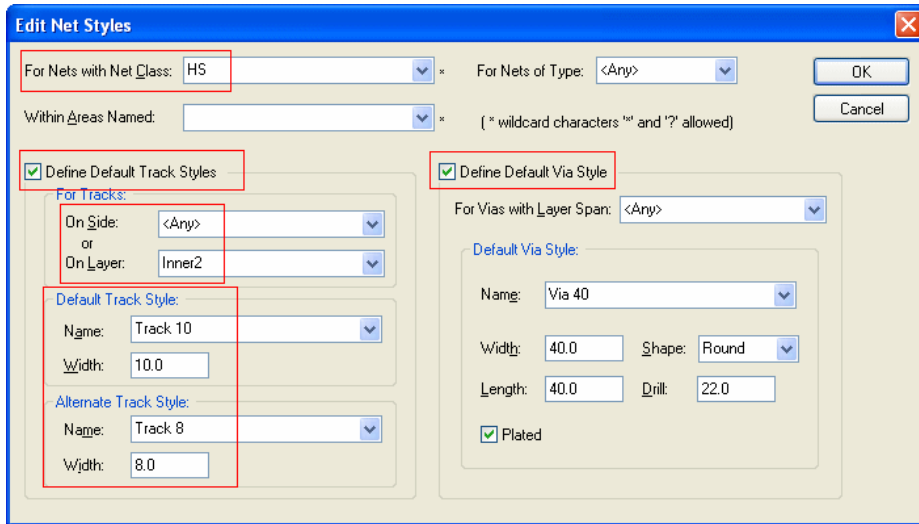 Edit Net Styles
For Nets with Net Class: HS *
For Nets of Type: <Any>
OK
Within Areas Named: *
( * wildcard characters '*' and '?' allowed)
Cancel
Define Default Track Styles
For Tracks:
On Side: <Any>
or
On Layer: Inner2
Default Track Style:
Name: Track 10
Width: 10.0
Alternate Track Style:
Name: Track 8
Width: 8.0
Define Default Via Style
For Vias with Layer Span: <Any>
Default Via Style:
Name: Via 40
Width: 40.0 Shape: Round
Length: 40.0 Drill: 22.0
Plated